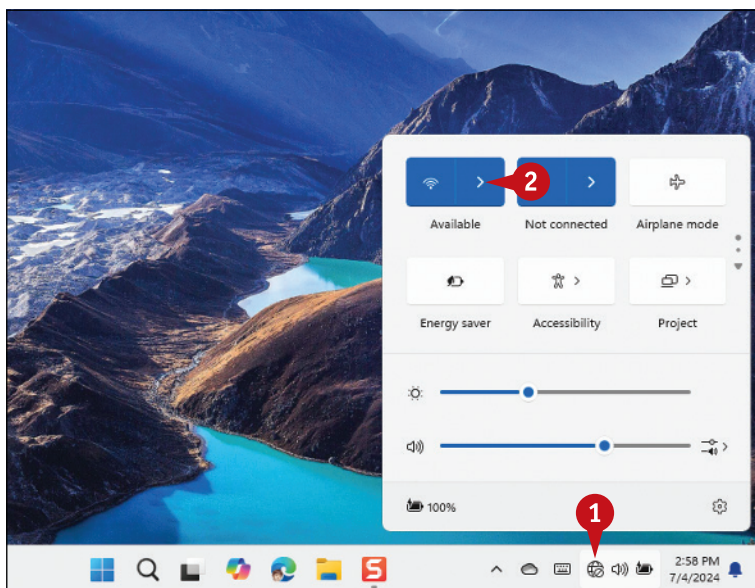 2
Available Not connected Airplane mode
Energy saver Accessibility Project
100%
1
2:58 PM
7/4/2024
S